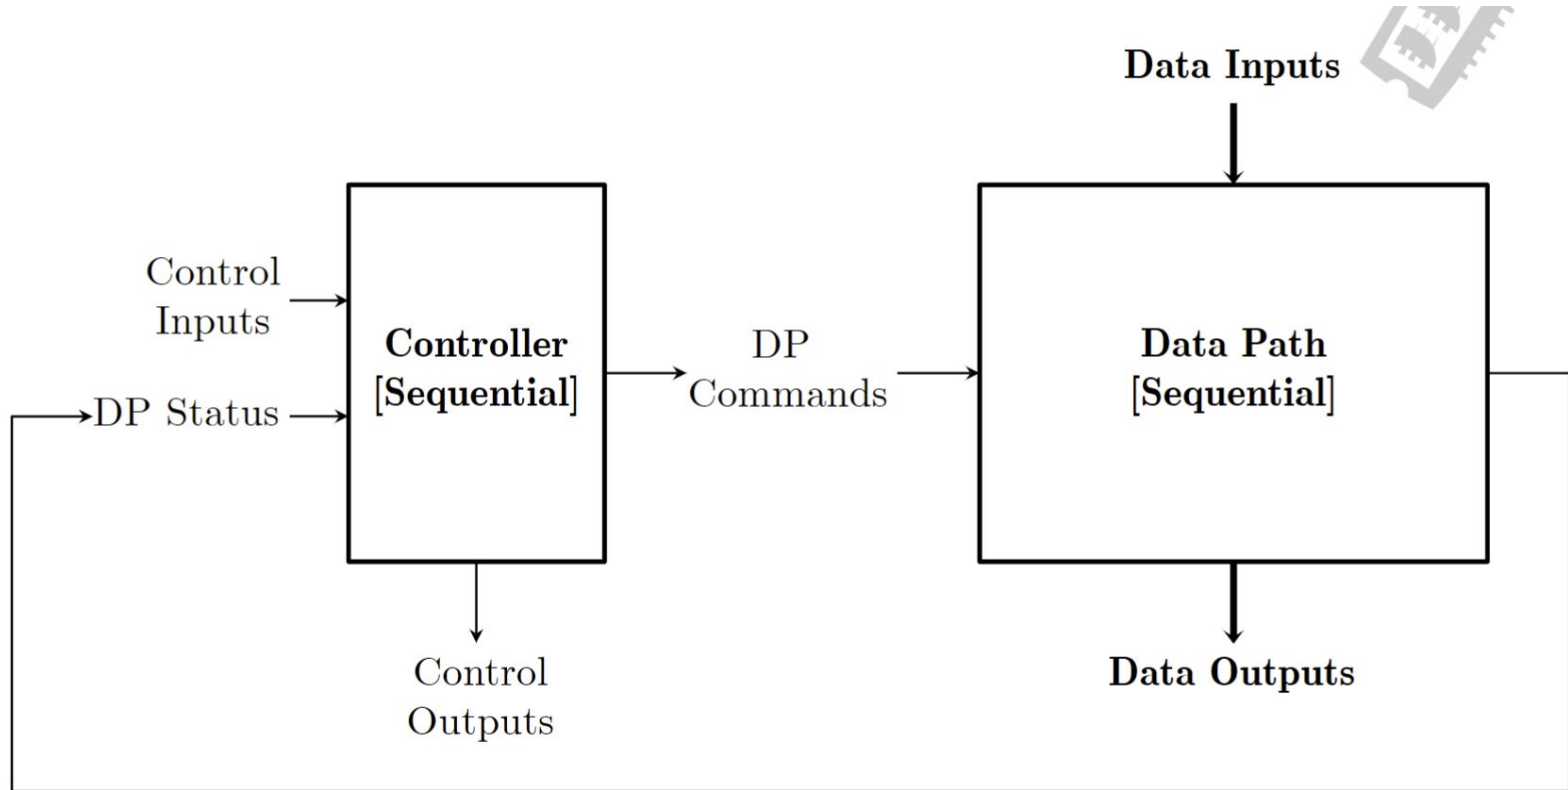 Data Inputs
Control
Inputs
DP Status
Controller
[Sequential]
DP
Commands
Data Path
[Sequential]
Control
Outputs
Data Outputs